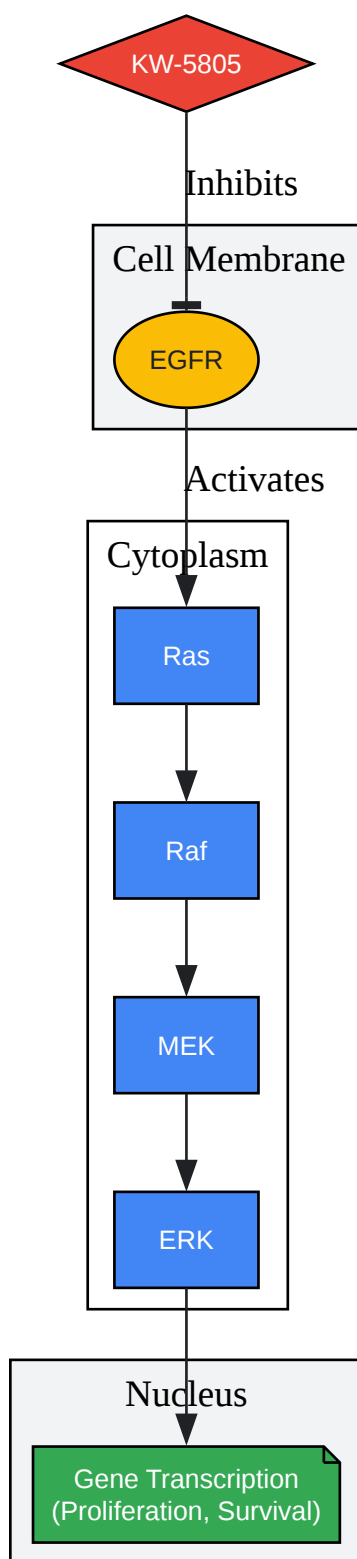 KW-5805
Inhibits
Cell Membrane
EGFR
Activates
Cytoplasm
Ras
Raf
MEK
ERK
Nucleus
Gene Transcription
(Proliferation, Survival)